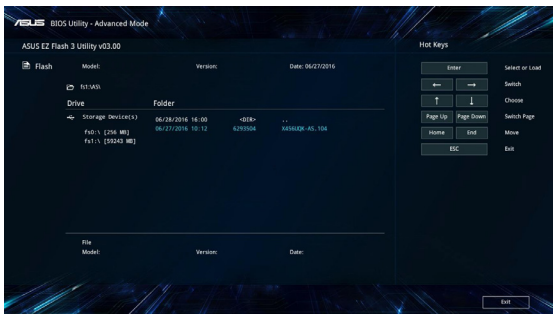 ASUS BIOS Utility - Advanced Mode
ASUS EZ Flash 3 Utility v03.00
Hot Keys
Flash Model: Version: Date: 06/27/2016
fs1:\AS\
Drive Folder
Storage Device(s)
fs0:\ [256 MB]
fs1:\ [59243 MB]
06/28/2016 16:00 <DIR> ..
06/27/2016 10:12 6293504 X456UQK-AS.104
File
Model: Version: Date:
Enter Select or Load
← → Switch
↑ ↓ Choose
Page Up Page Down Switch Page
Home End Move
ESC Exit
Exit